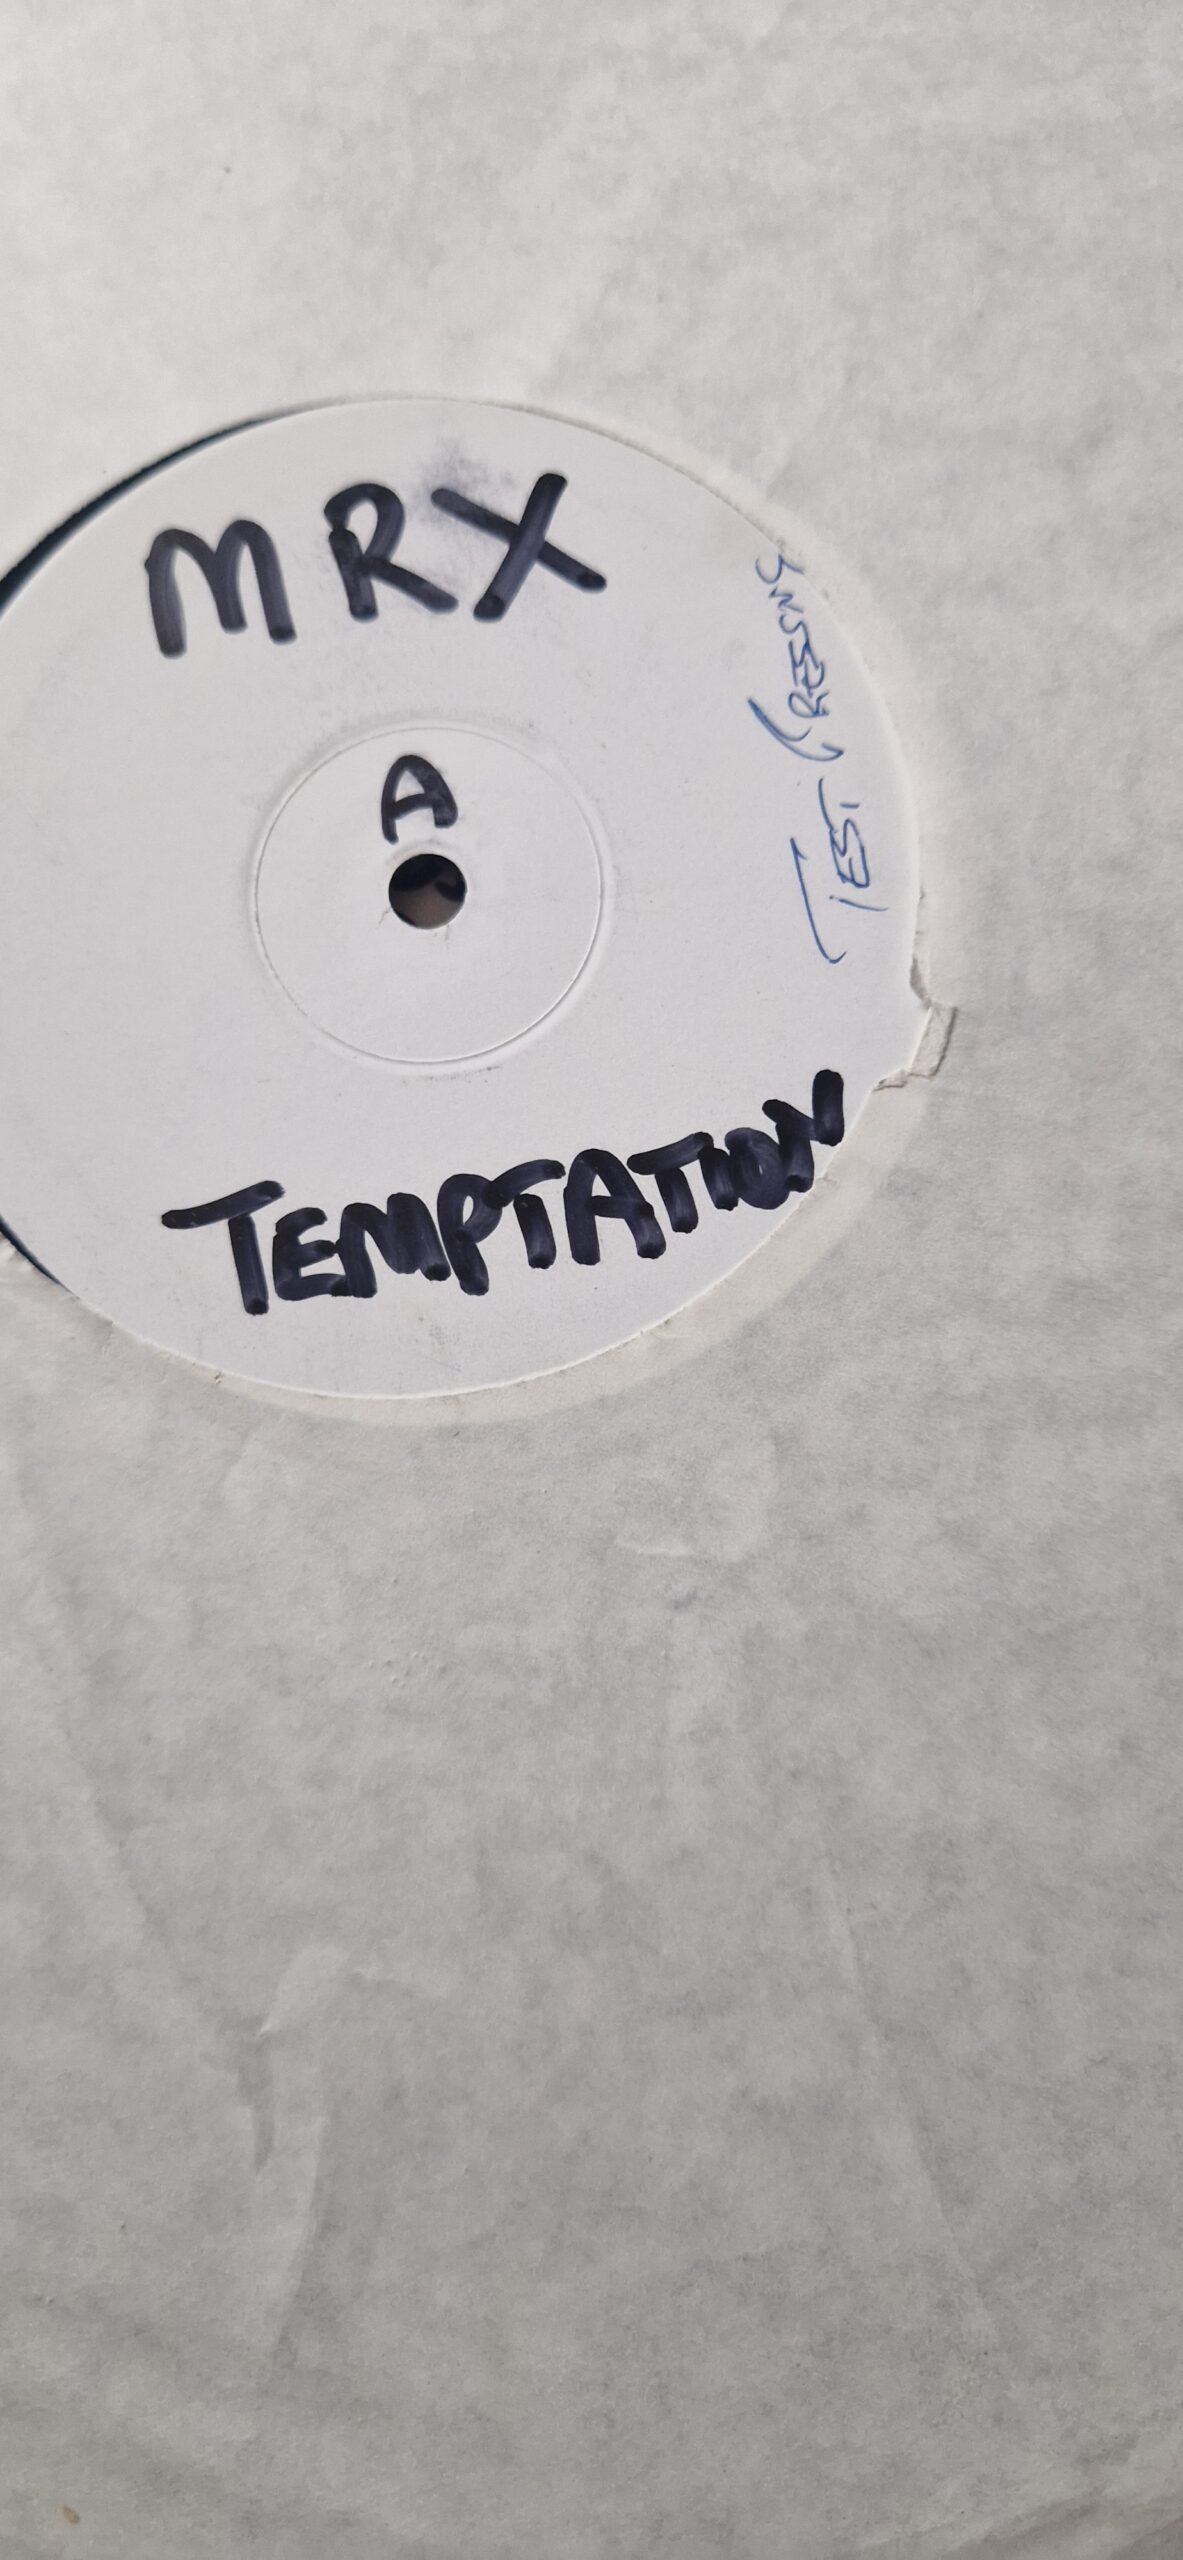 MRX
A
TEST PRESSING
TEMPTATION